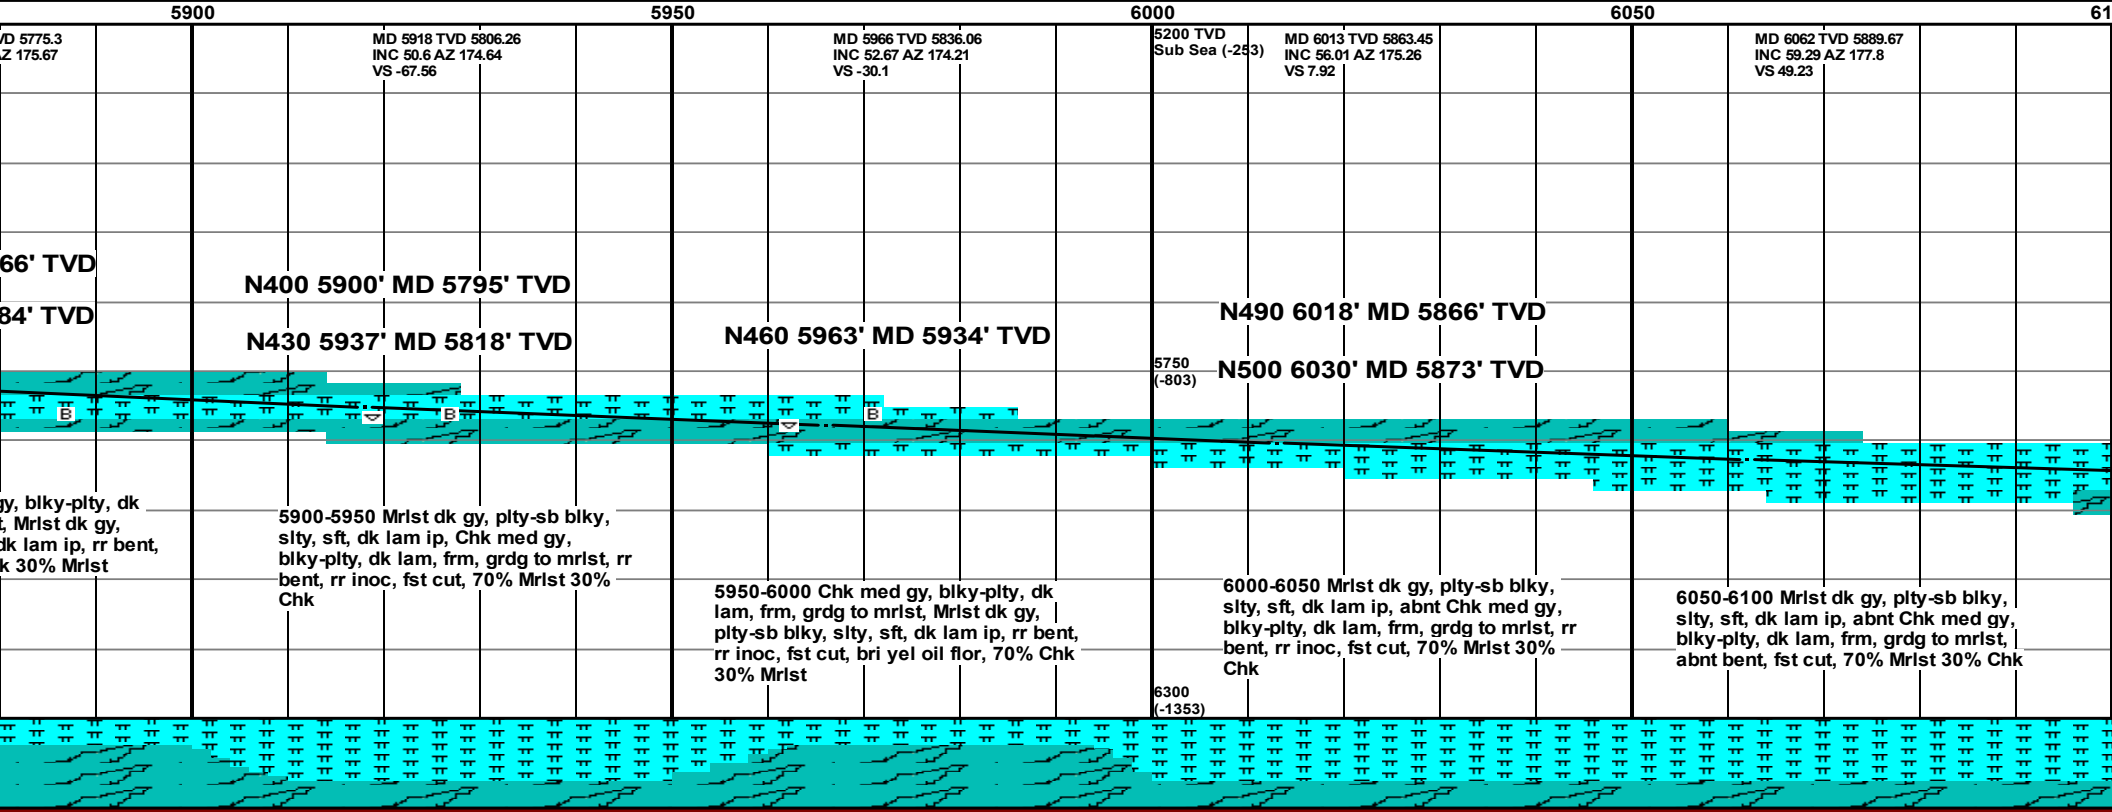 5900
5950
6000
6050
61
VD 5775.3
AZ 175.67
MD 5918 TVD 5806.26
INC 50.6 AZ 174.64
VS -67.56
MD 5966 TVD 5836.06
INC 52.67 AZ 174.21
VS -30.1
5200 TVD
Sub Sea (-253)
MD 6013 TVD 5863.45
INC 56.01 AZ 175.26
VS 7.92
MD 6062 TVD 5889.67
INC 59.29 AZ 177.8
VS 49.23
66' TVD
84' TVD
N400 5900' MD 5795' TVD
N430 5937' MD 5818' TVD
N460 5963' MD 5934' TVD
N490 6018' MD 5866' TVD
N500 6030' MD 5873' TVD
5750
(-803)
B
B
B
gy, blky-plty, dk
t, Mrlst dk gy,
dk lam ip, rr bent,
k 30% Mrlst
5900-5950 Mrlst dk gy, plty-sb blky,
slty, sft, dk lam ip, Chk med gy,
blky-plty, dk lam, frm, grdg to mrlst, rr
bent, rr inoc, fst cut, 70% Mrlst 30%
Chk
5950-6000 Chk med gy, blky-plty, dk
lam, frm, grdg to mrlst, Mrlst dk gy,
plty-sb blky, slty, sft, dk lam ip, rr bent,
rr inoc, fst cut, bri yel oil flor, 70% Chk
30% Mrlst
6000-6050 Mrlst dk gy, plty-sb blky,
slty, sft, dk lam ip, abnt Chk med gy,
blky-plty, dk lam, frm, grdg to mrlst, rr
bent, rr inoc, fst cut, 70% Mrlst 30%
Chk
6050-6100 Mrlst dk gy, plty-sb blky,
slty, sft, dk lam ip, abnt Chk med gy,
blky-plty, dk lam, frm, grdg to mrlst,
abnt bent, fst cut, 70% Mrlst 30% Chk
6300
(-1353)